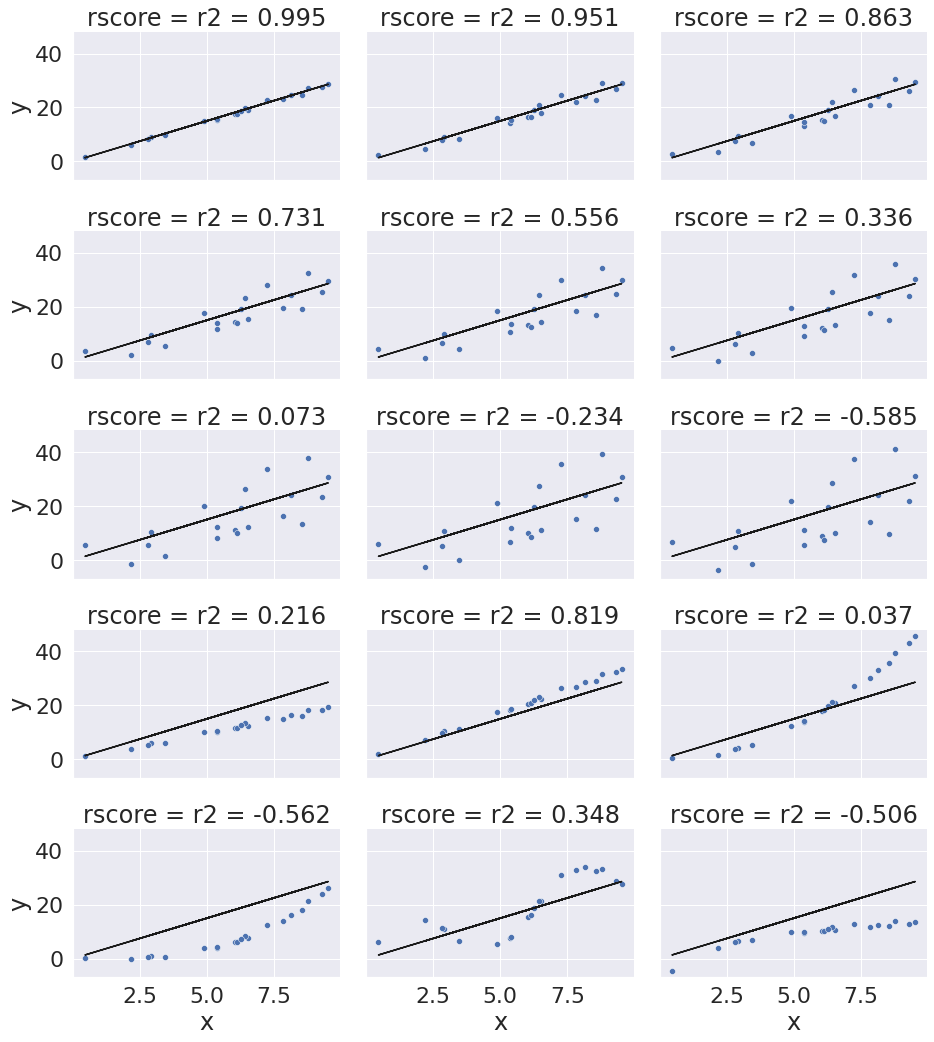 rscore = r2 = 0.995 rscore = r2 = 0.951 rscore = r2 = 0.863
40
20
0
y
rscore = r2 = 0.731 rscore = r2 = 0.556 rscore = r2 = 0.336
40
20
0
y
rscore = r2 = 0.073 rscore = r2 = -0.234 rscore = r2 = -0.585
40
20
0
y
rscore = r2 = 0.216 rscore = r2 = 0.819 rscore = r2 = 0.037
40
20
0
y
rscore = r2 = -0.562 rscore = r2 = 0.348 rscore = r2 = -0.506
40
20
0
y
2.5 5.0 7.5 2.5 5.0 7.5 2.5 5.0 7.5
x x x